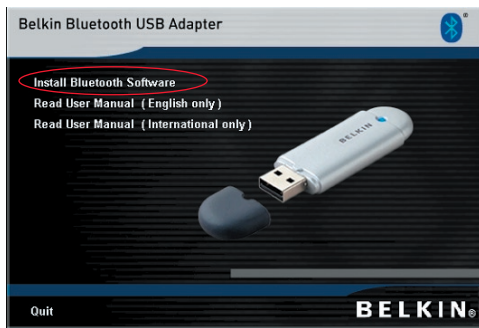 Belkin Bluetooth USB Adapter
®
Install Bluetooth Software
Read User Manual ( English only )
Read User Manual ( International only )
BELKIN
Quit
BELKIN®